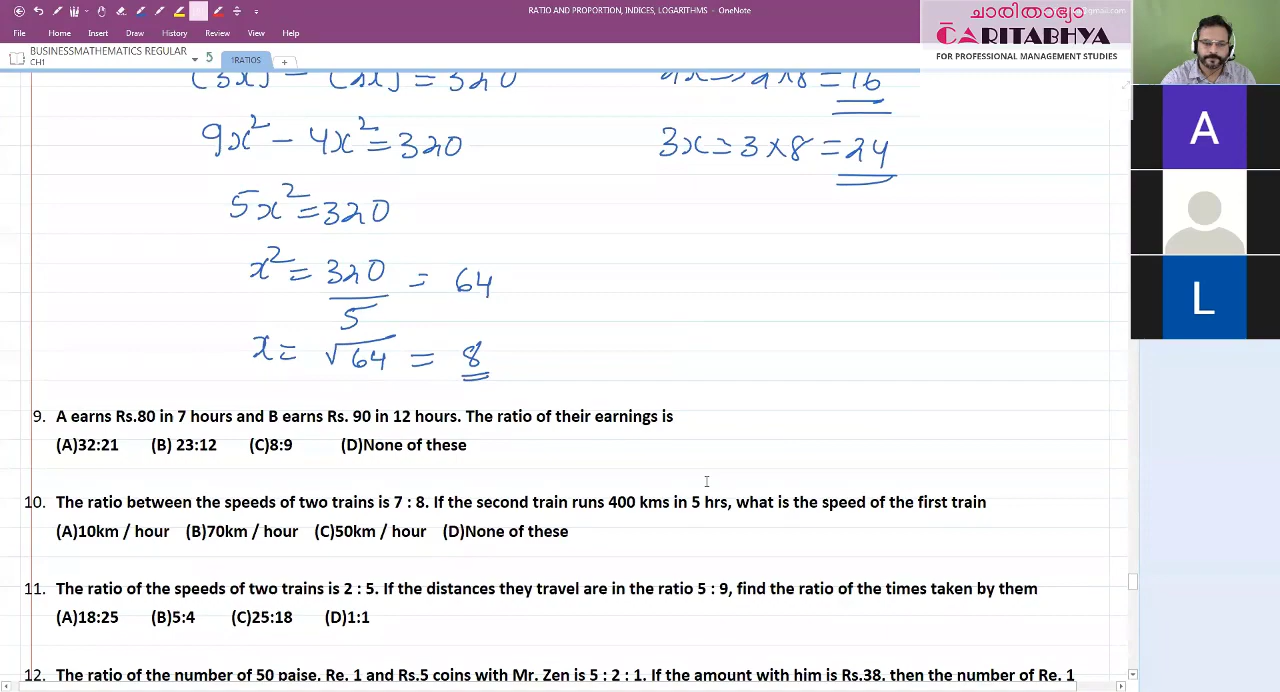 RATIO AND PROPORTION, INDICES, LOGARITHMS - OneNote
ചാരിതാഭ്യാ
CARITABHYA
FOR PROFESSIONAL MANAGEMENT STUDIES
File Home Insert Draw History Review View Help
BUSINESSMATHEMATICS REGULAR
CH1
5
1RATIOS
9x² - 4x² = 320
3x = 3 × 8 = 24
5x² = 320
x² = 320/5 = 64
x = √64 = 8
9. A earns Rs.80 in 7 hours and B earns Rs. 90 in 12 hours. The ratio of their earnings is
(A)32:21 (B) 23:12 (C)8:9 (D)None of these
10. The ratio between the speeds of two trains is 7 : 8. If the second train runs 400 kms in 5 hrs, what is the speed of the first train
(A)10km / hour (B)70km / hour (C)50km / hour (D)None of these
11. The ratio of the speeds of two trains is 2 : 5. If the distances they travel are in the ratio 5 : 9, find the ratio of the times taken by them
(A)18:25 (B)5:4 (C)25:18 (D)1:1
12. The ratio of the number of 50 paise, Re. 1 and Rs.5 coins with Mr. Zen is 5 : 2 : 1. If the amount with him is Rs.38, then the number of Re. 1
A
L